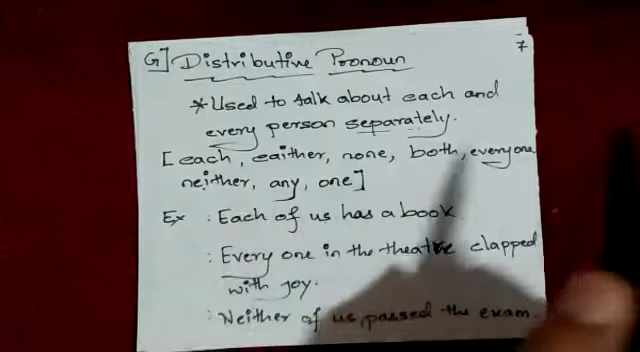 7
G] Distributive Pronoun
* Used to talk about each and
every person separately.
[each, eaither, none, both, everyone
neither, any, one]
Ex : Each of us has a book.
: Every one in the theatre clapped
with joy.
: Neither of us passed the exam.